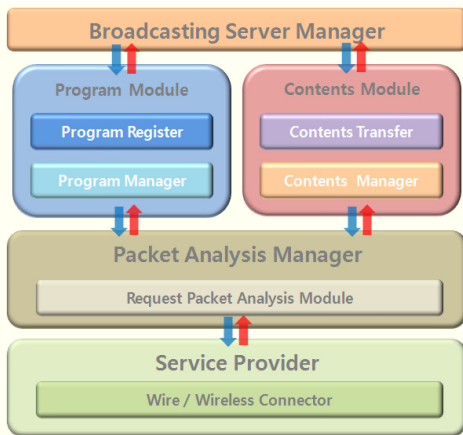 Broadcasting Server Manager
Program Module
Contents Module
Program Register
Contents Transfer
Program Manager
Contents Manager
Packet Analysis Manager
Request Packet Analysis Module
Service Provider
Wire / Wireless Connector